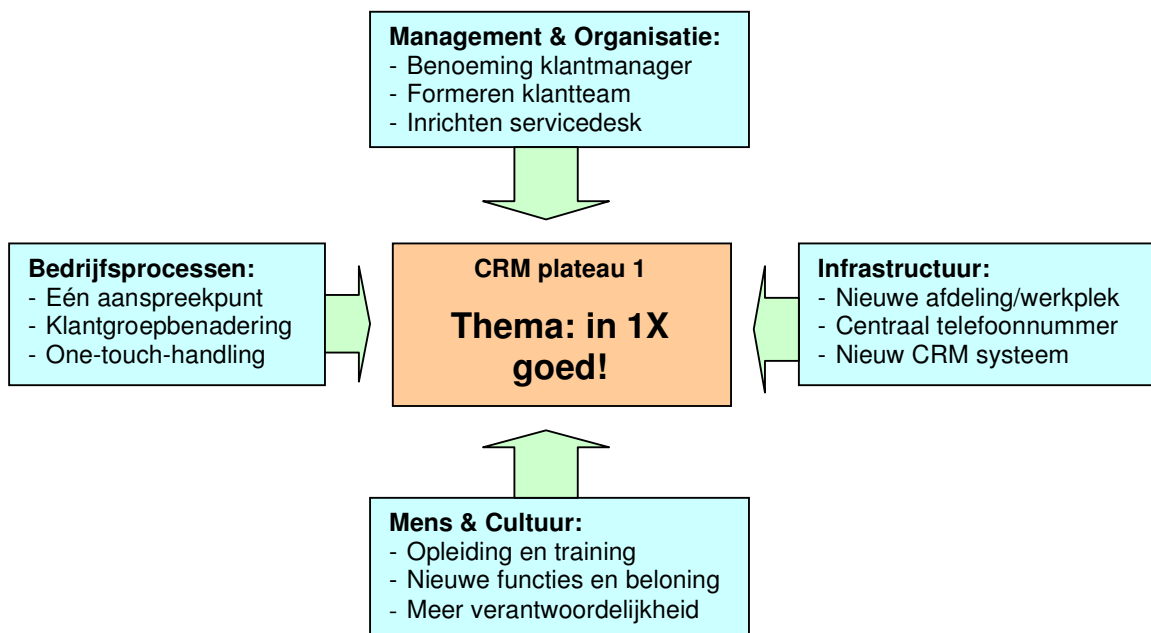 Management & Organisatie:
- Benoeming klantmanager
- Formeren klantteam
- Inrichten servicedesk
Bedrijfsprocessen:
- Eén aanspreekpunt
- Klantgroepbenadering
- One-touch-handling
CRM plateau 1
Thema: in 1X
goed!
Infrastructuur:
- Nieuwe afdeling/werkplek
- Centraal telefoonnummer
- Nieuw CRM systeem
Mens & Cultuur:
- Opleiding en training
- Nieuwe functies en beloning
- Meer verantwoordelijkheid